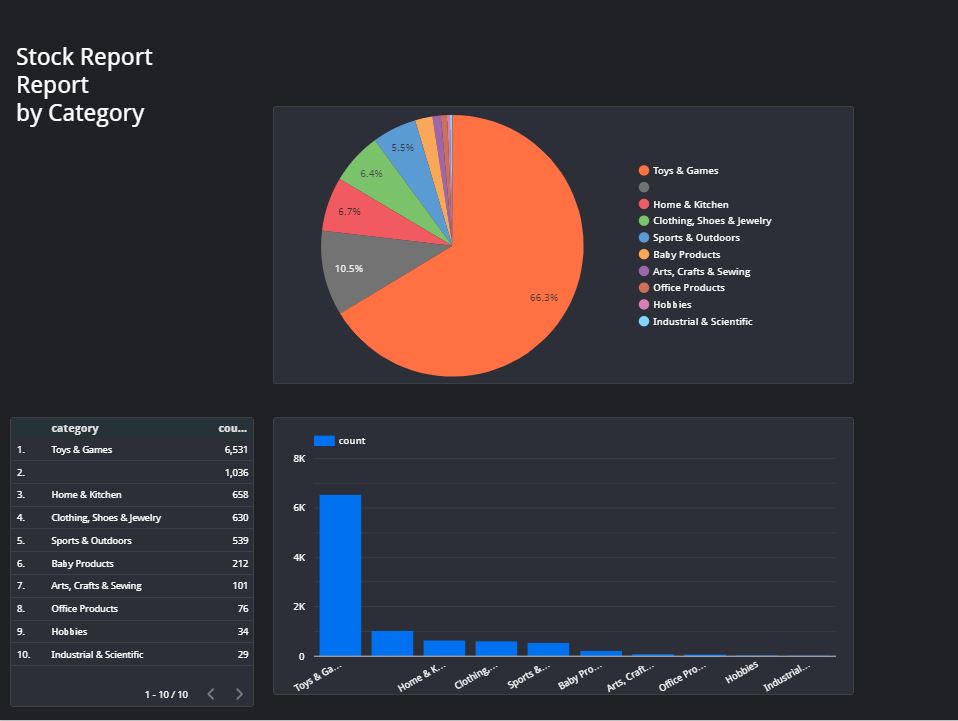 Stock Report
Report
by Category
66.3%
10.5%
6.7%
6.4%
5.5%
Toys & Games
Home & Kitchen
Clothing, Shoes & Jewelry
Sports & Outdoors
Baby Products
Arts, Crafts & Sewing
Office Products
Hobbies
Industrial & Scientific
category cou...
1. Toys & Games 6,531
2. 1,036
3. Home & Kitchen 658
4. Clothing, Shoes & Jewelry 630
5. Sports & Outdoors 539
6. Baby Products 212
7. Arts, Crafts & Sewing 101
8. Office Products 76
9. Hobbies 34
10. Industrial & Scientific 29
1 - 10 / 10
count
8K
6K
4K
2K
0
Toys & Ga...
Home & K...
Clothing,...
Sports &...
Baby Pro...
Arts, Craft...
Office Pro...
Hobbies
Industrial...